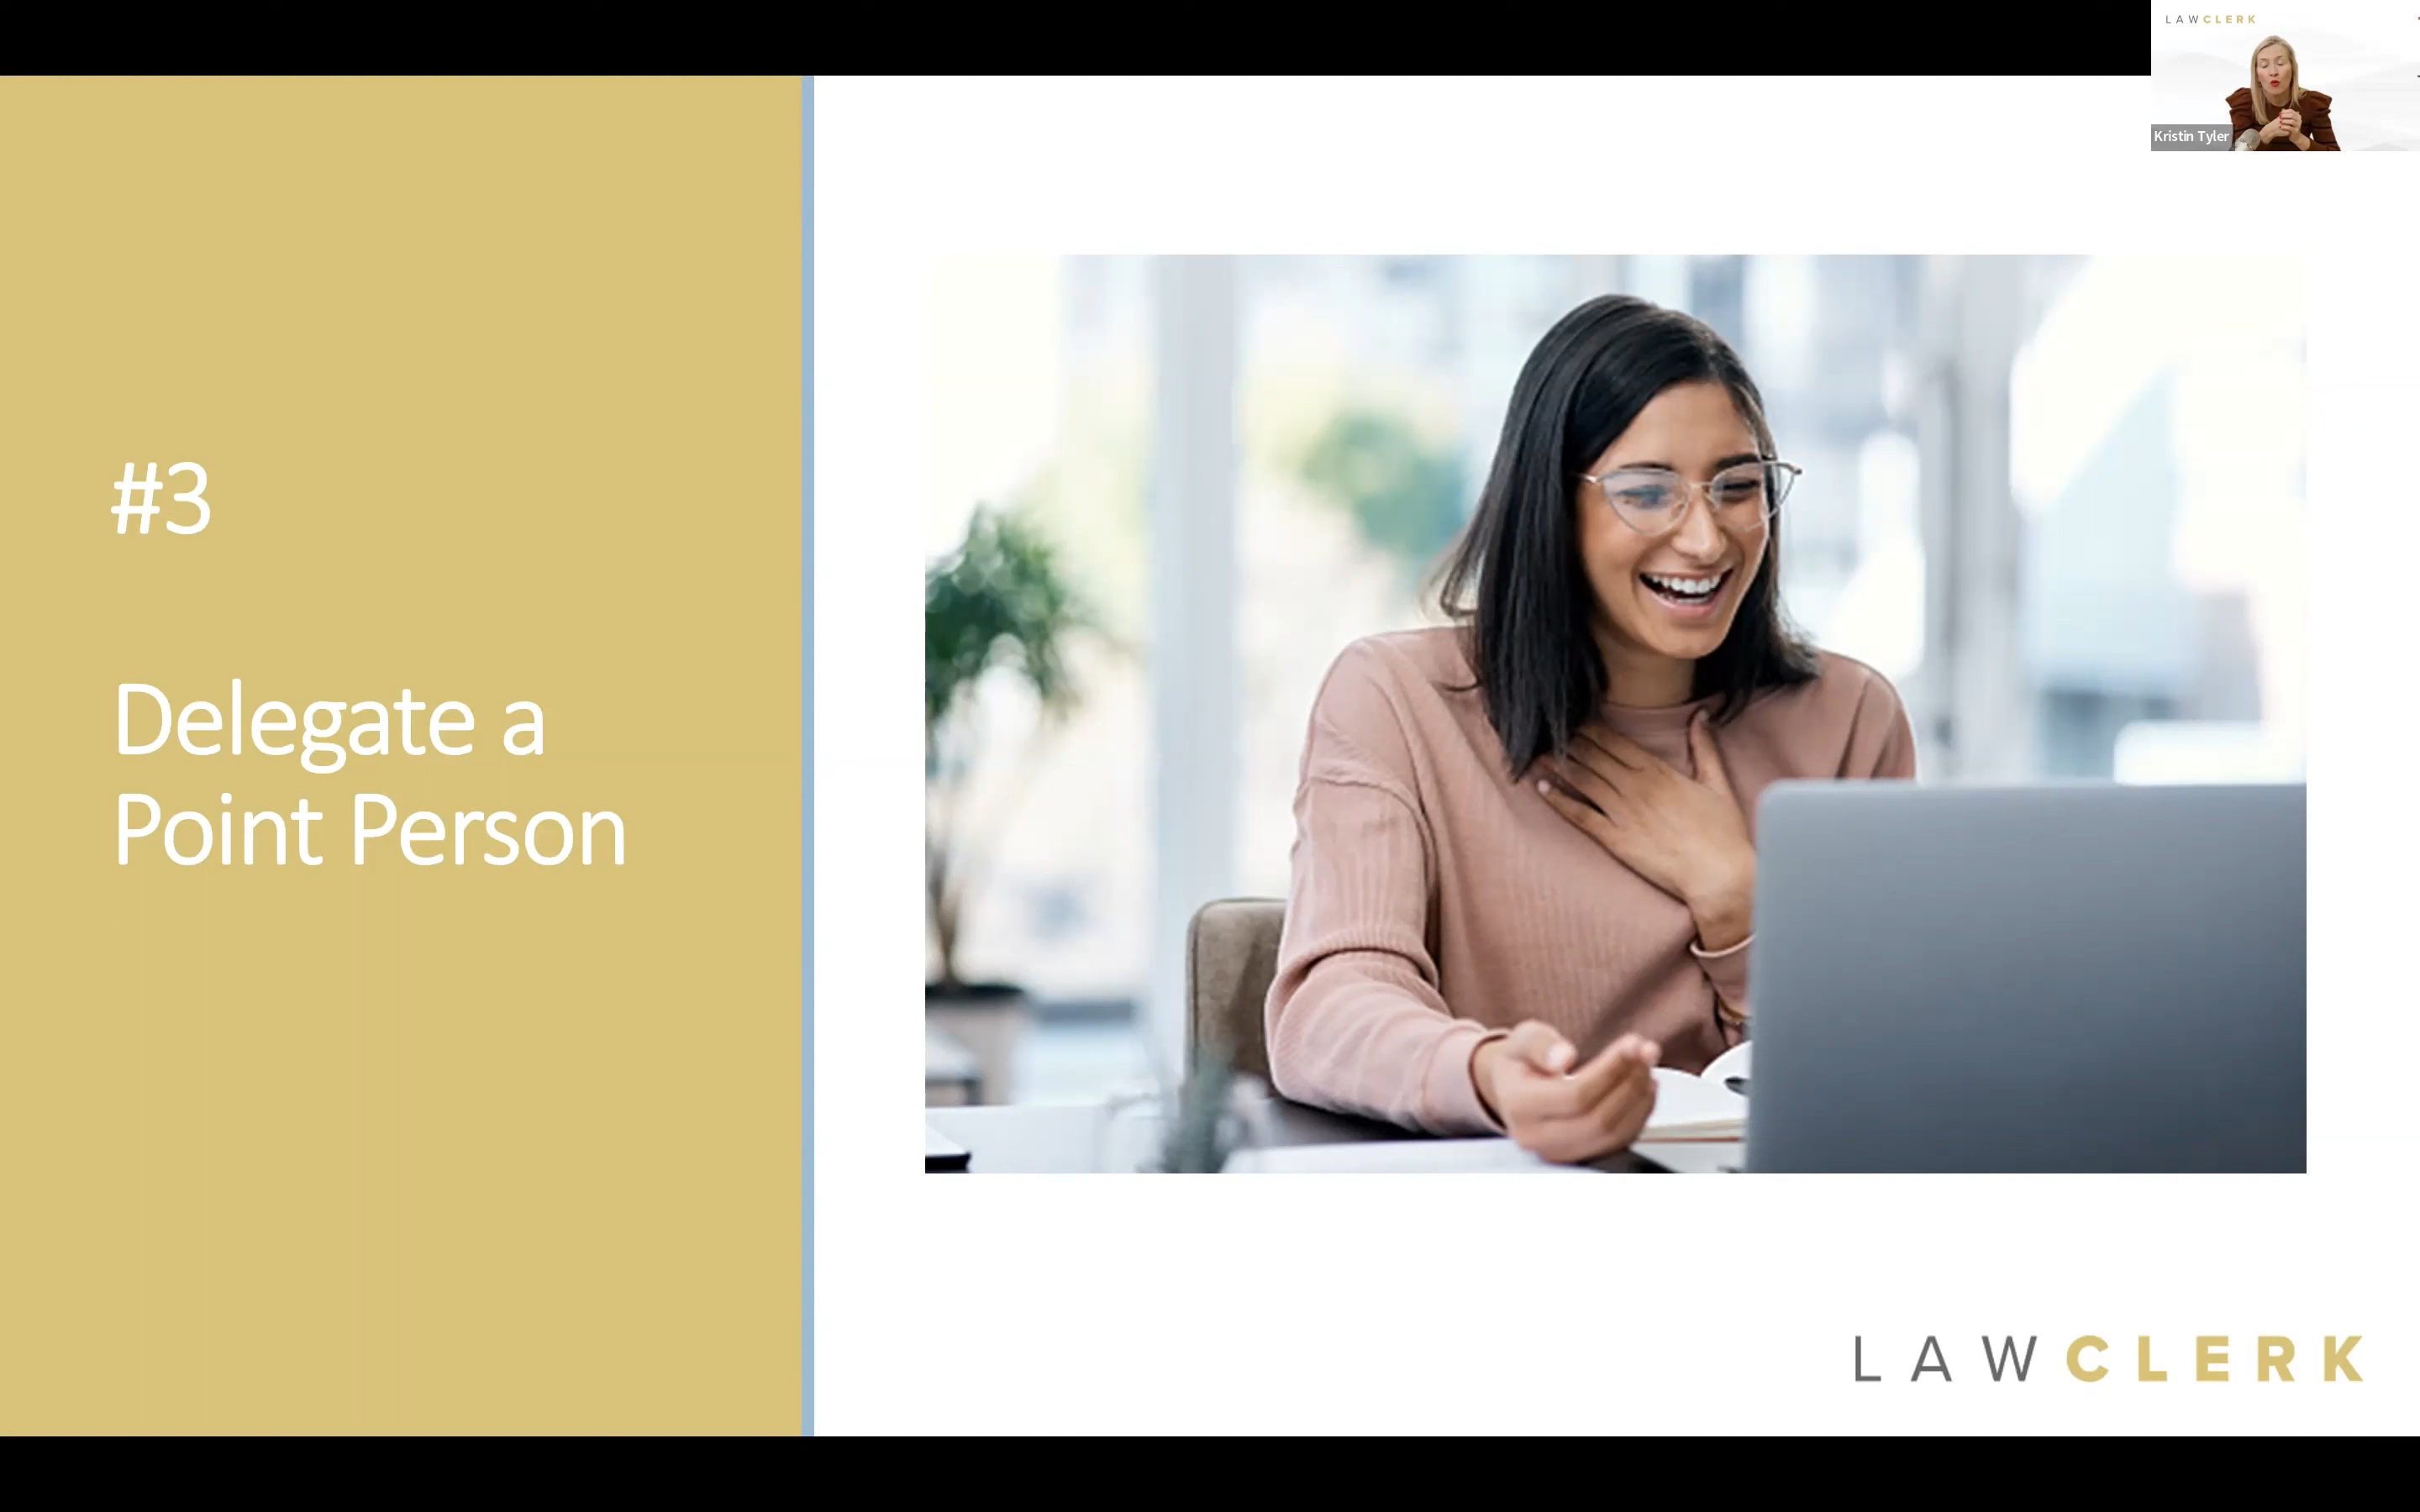 LAWCLERK
Kristin Tyler
#3
Delegate a
Point Person
LAWCLERK